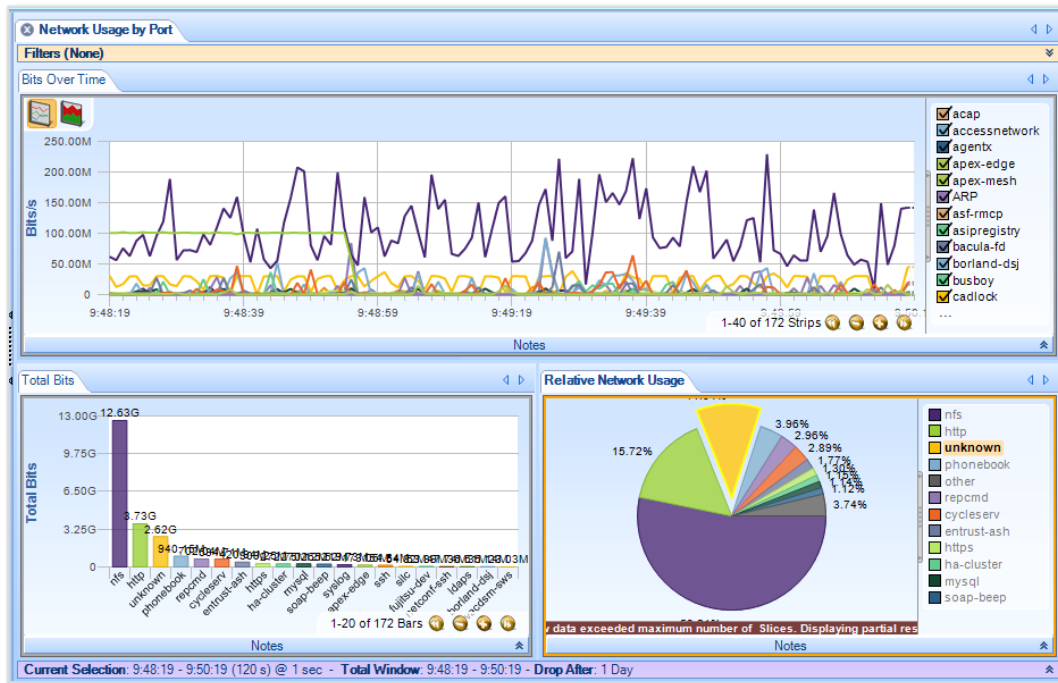 Network Usage by Port
Filters (None)
Bits Over Time
250.00M
200.00M
150.00M
100.00M
50.00M
0
Bits/s
9:48:19
9:48:39
9:48:59
9:49:19
9:49:39
1-40 of 172 Strips
acap
accessnetwork
agentx
apex-edge
apex-mesh
ARP
asf-rmcp
asipregistry
bacula-fd
borland-dsj
busboy
cadlock
...
Notes
Total Bits
13.00G
9.75G
6.50G
3.25G
0
Total Bits
12.63G
3.73G
2.62G
nfs
http
unknown
phonebook
repcmd
cycleserv
entrust-ash
https
ha-cluster
mysql
soap-beep
syslog
apex-edge
ssh
silc
fujitsu-dev
ldaps
borland-dsj
1-20 of 172 Bars
Notes
Relative Network Usage
15.72%
3.96%
2.96%
2.89%
1.77%
1.30%
1.15%
1.14%
1.12%
3.74%
data exceeded maximum number of Slices. Displaying partial
nfs
http
unknown
phonebook
other
repcmd
cycleserv
entrust-ash
https
ha-cluster
mysql
soap-beep
Notes
Current Selection: 9:48:19 - 9:50:19 (120 s) @ 1 sec - Total Window: 9:48:19 - 9:50:19 - Drop After: 1 Day